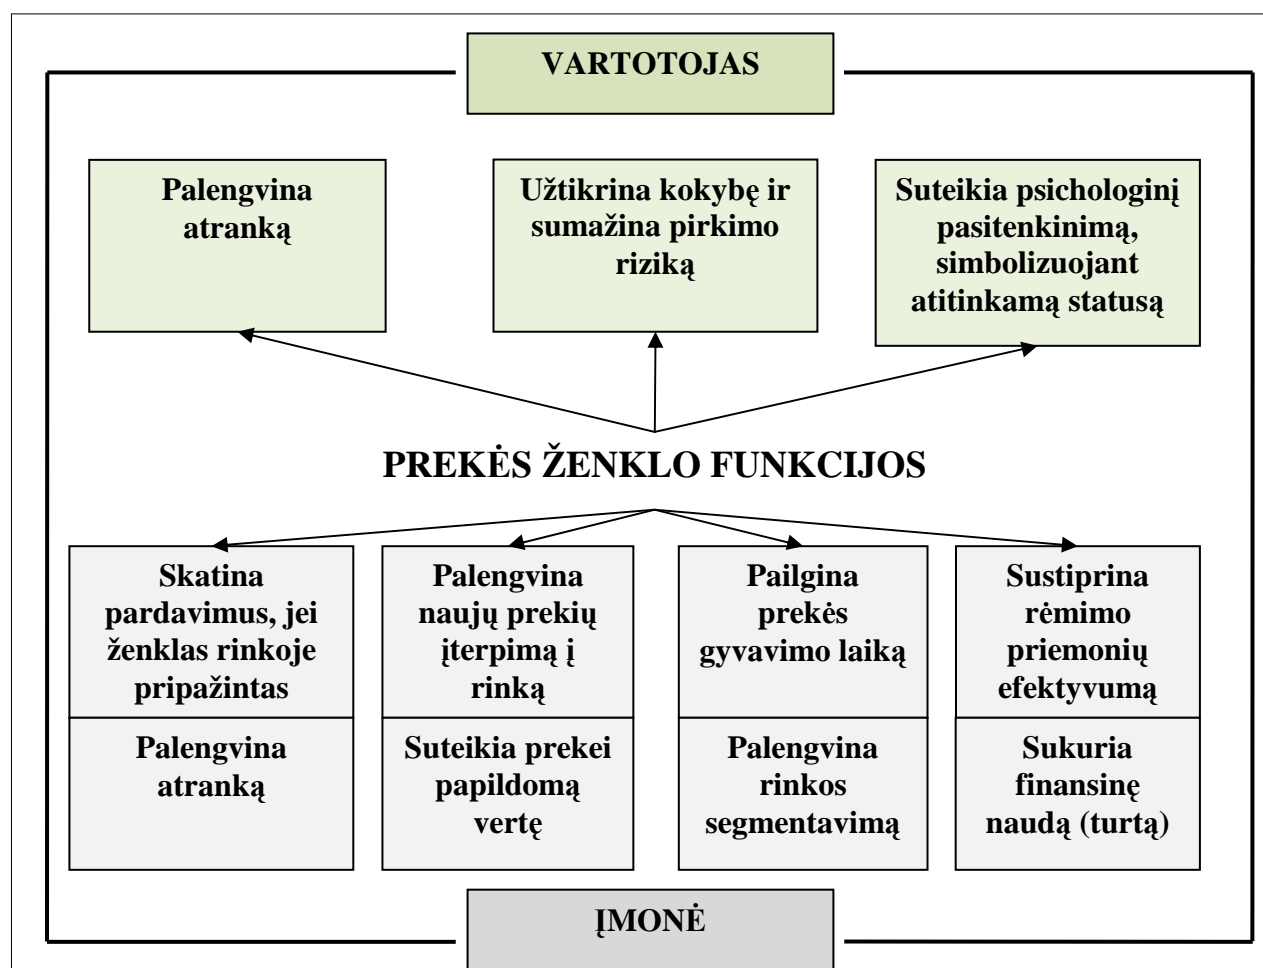 VARTOTOJAS
Palengvina
atranką
Užtikrina kokybę ir
sumažina pirkimo
riziką
Suteikia psichologinį
pasitenkinimą,
simbolizuojant
atitinkamą statusą
PREKĖS ŽENKLO FUNKCIJOS
Skatina
pardavimus, jei
ženklas rinkoje
pripažintas
Palengvina
naujų prekių
įterpimą į
rinką
Pailgina
prekės
gyvavimo laiką
Sustiprina
rėmimo
priemonių
efektyvumą
Palengvina
atranką
Suteikia prekei
papildomą
vertę
Palengvina
rinkos
segmentavimą
Sukuria
finansinę
naudą (turtą)
ĮMONĖ